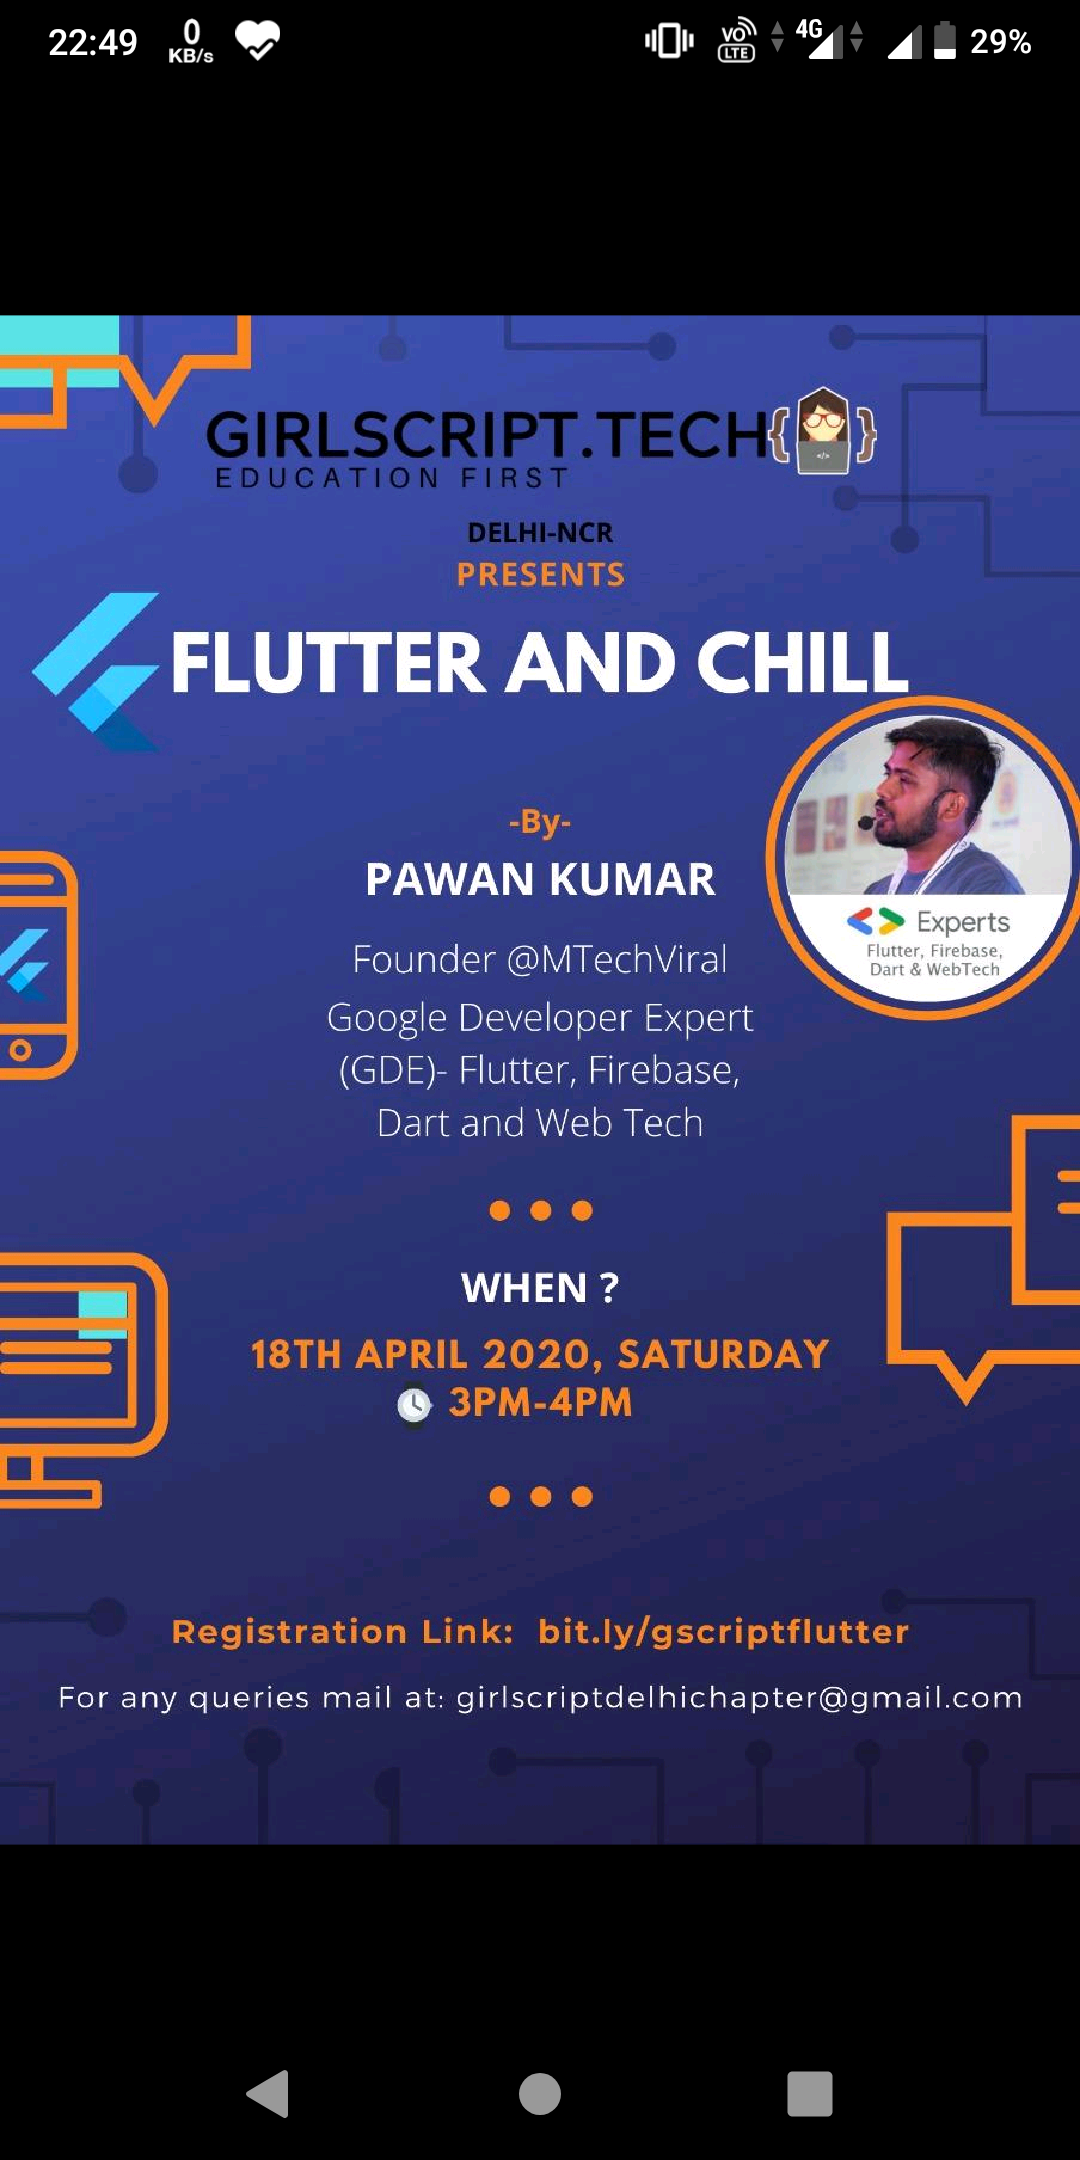 22:49 0 KB/s VO LTE 4G 29%
GIRLSCRIPT.TECH
EDUCATION FIRST
DELHI-NCR
PRESENTS
FLUTTER AND CHILL
-By-
PAWAN KUMAR
Experts
Flutter, Firebase,
Dart & WebTech
Founder @MTechViral
Google Developer Expert
(GDE)- Flutter, Firebase,
Dart and Web Tech
WHEN ?
18TH APRIL 2020, SATURDAY
3PM-4PM
Registration Link: bit.ly/gscriptflutter
For any queries mail at: girlscriptdelhichapter@gmail.com